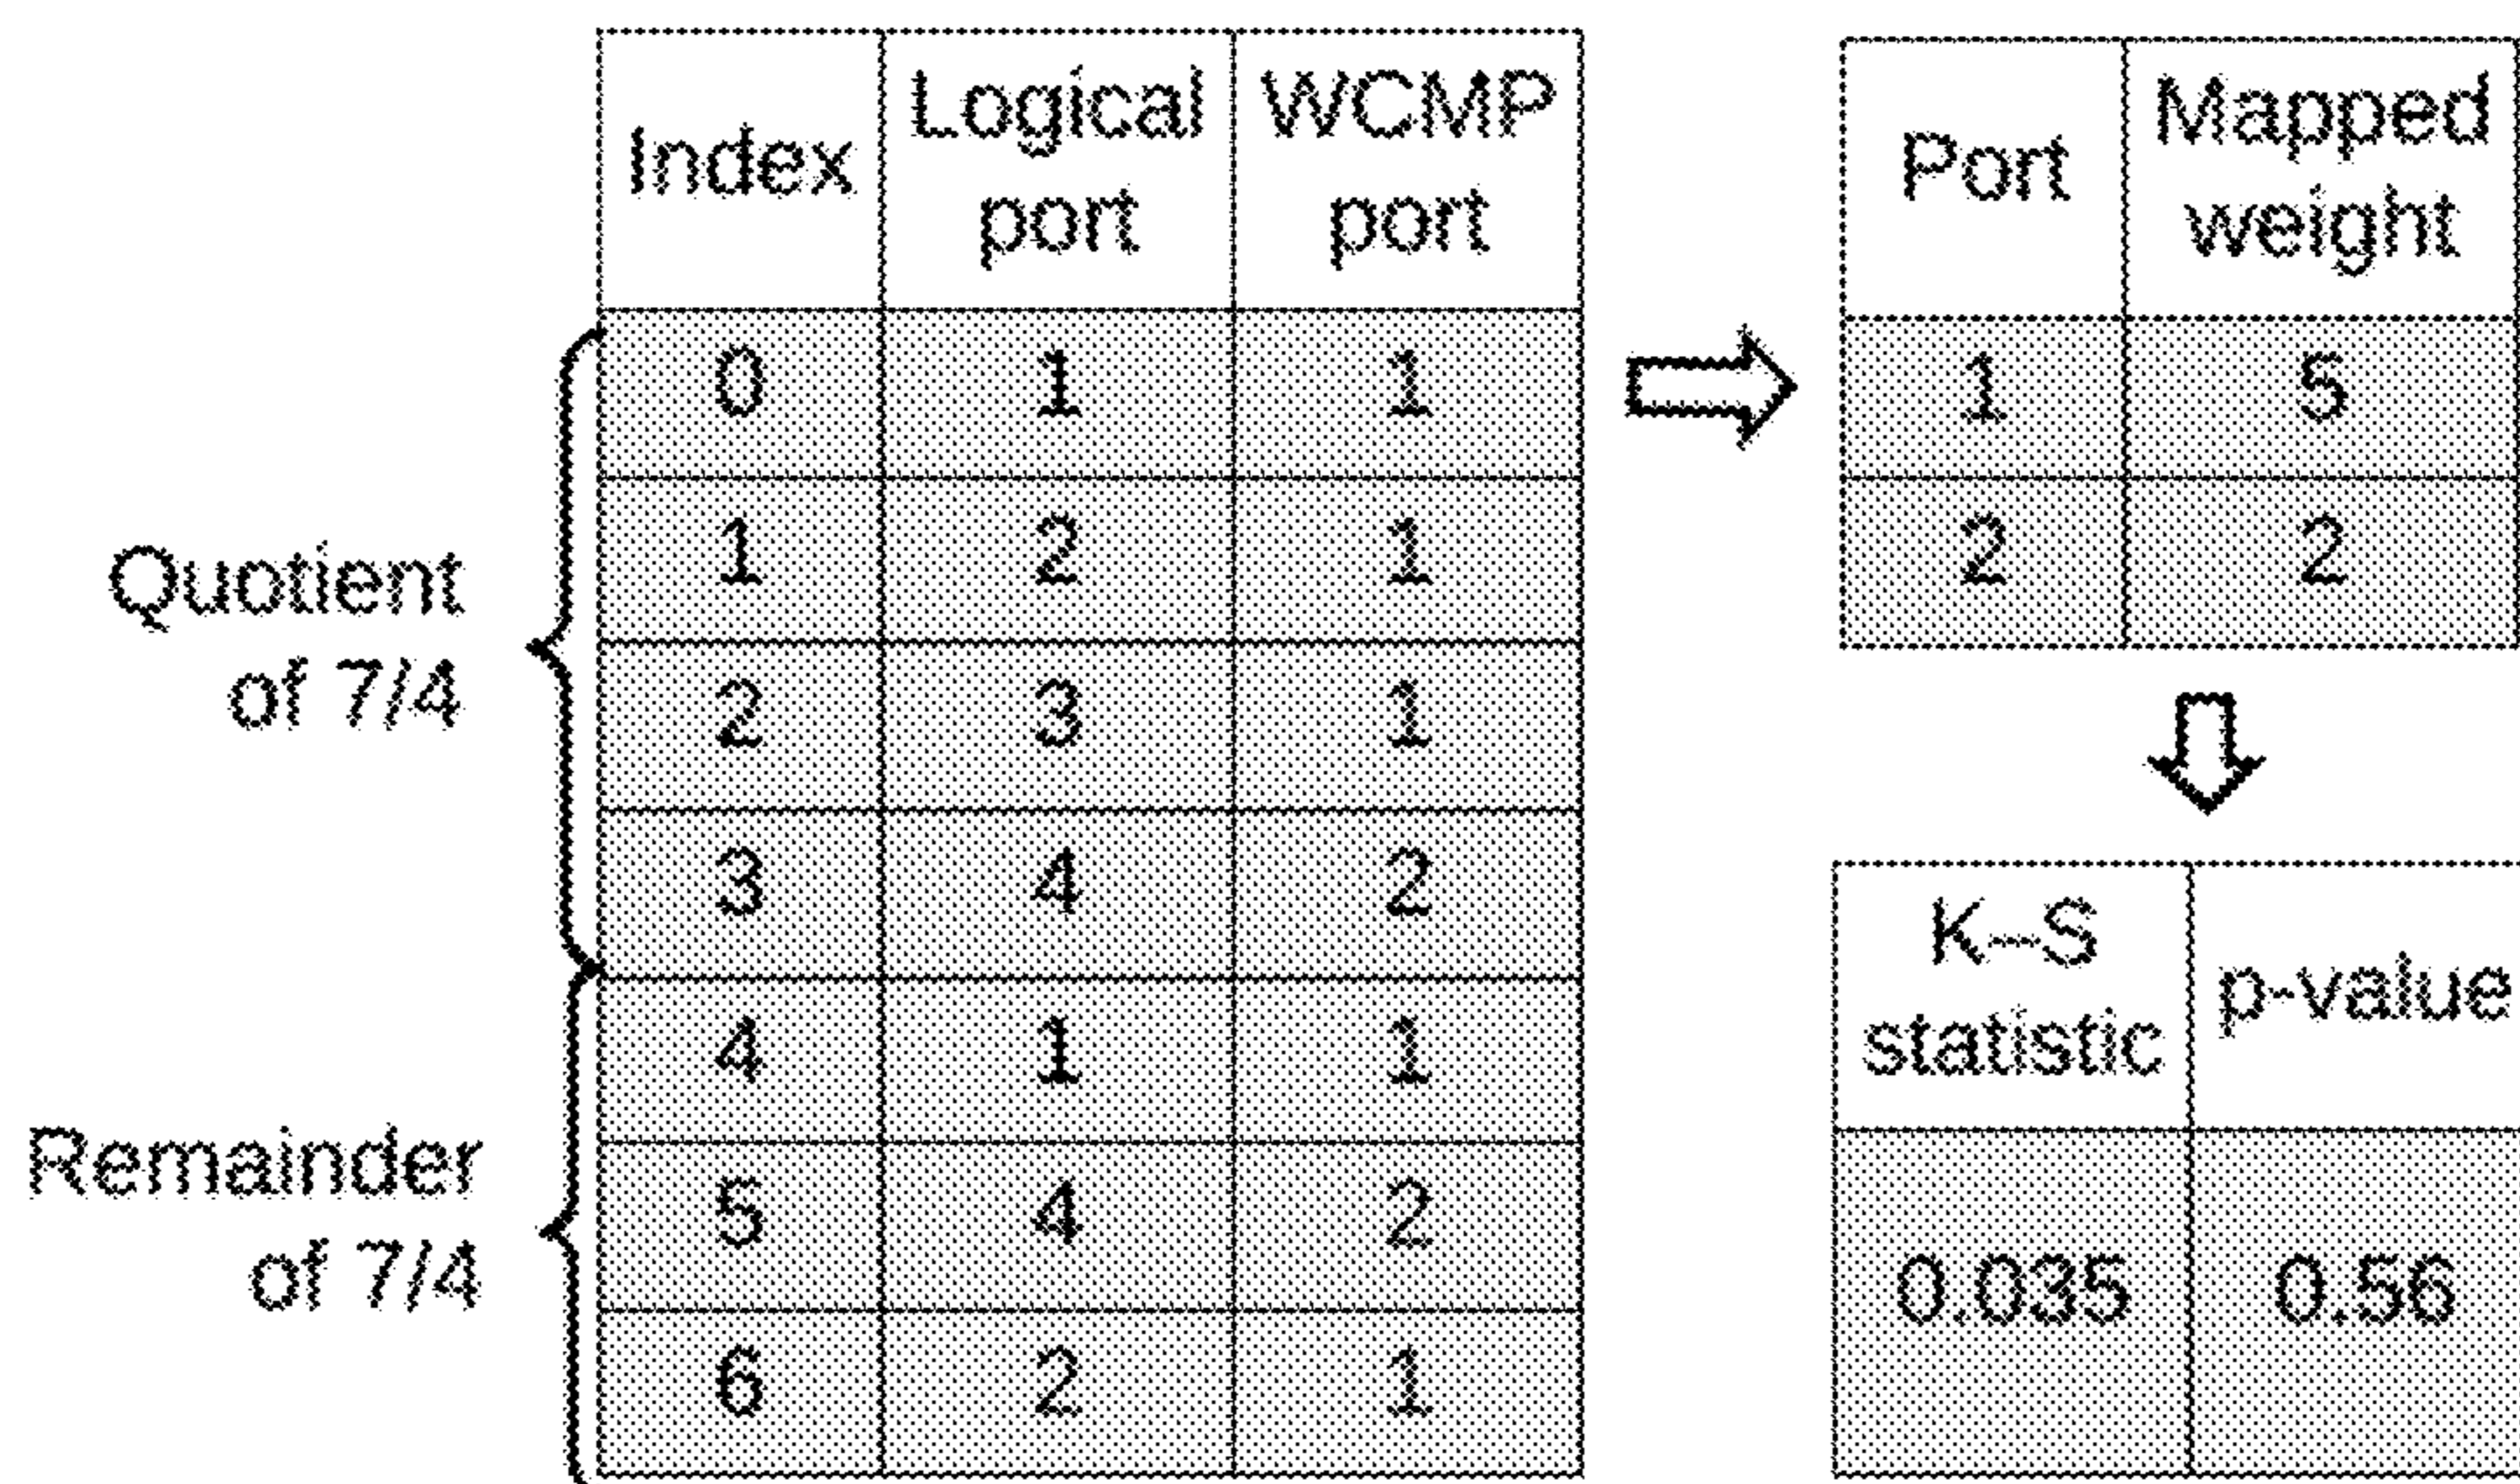 Index Logical port WCMP port
0 1 1
1 2 1
2 3 1
3 4 2
4 1 1
5 4 2
6 2 1
Quotient
of 7/4
Remainder
of 7/4
Port Mapped weight
1 5
2 2
K--S statistic p-value
0.035 0.56